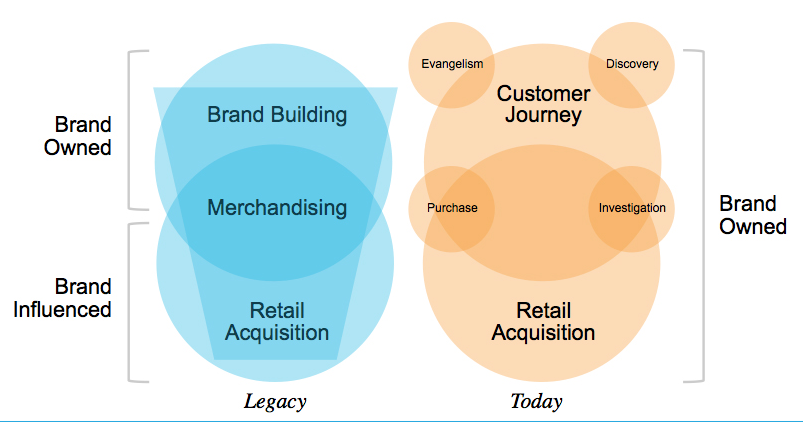 Brand
Owned
Brand
Influenced
Brand Building
Merchandising
Retail
Acquisition
Legacy
Evangelism
Discovery
Customer
Journey
Purchase
Investigation
Retail
Acquisition
Today
Brand
Owned